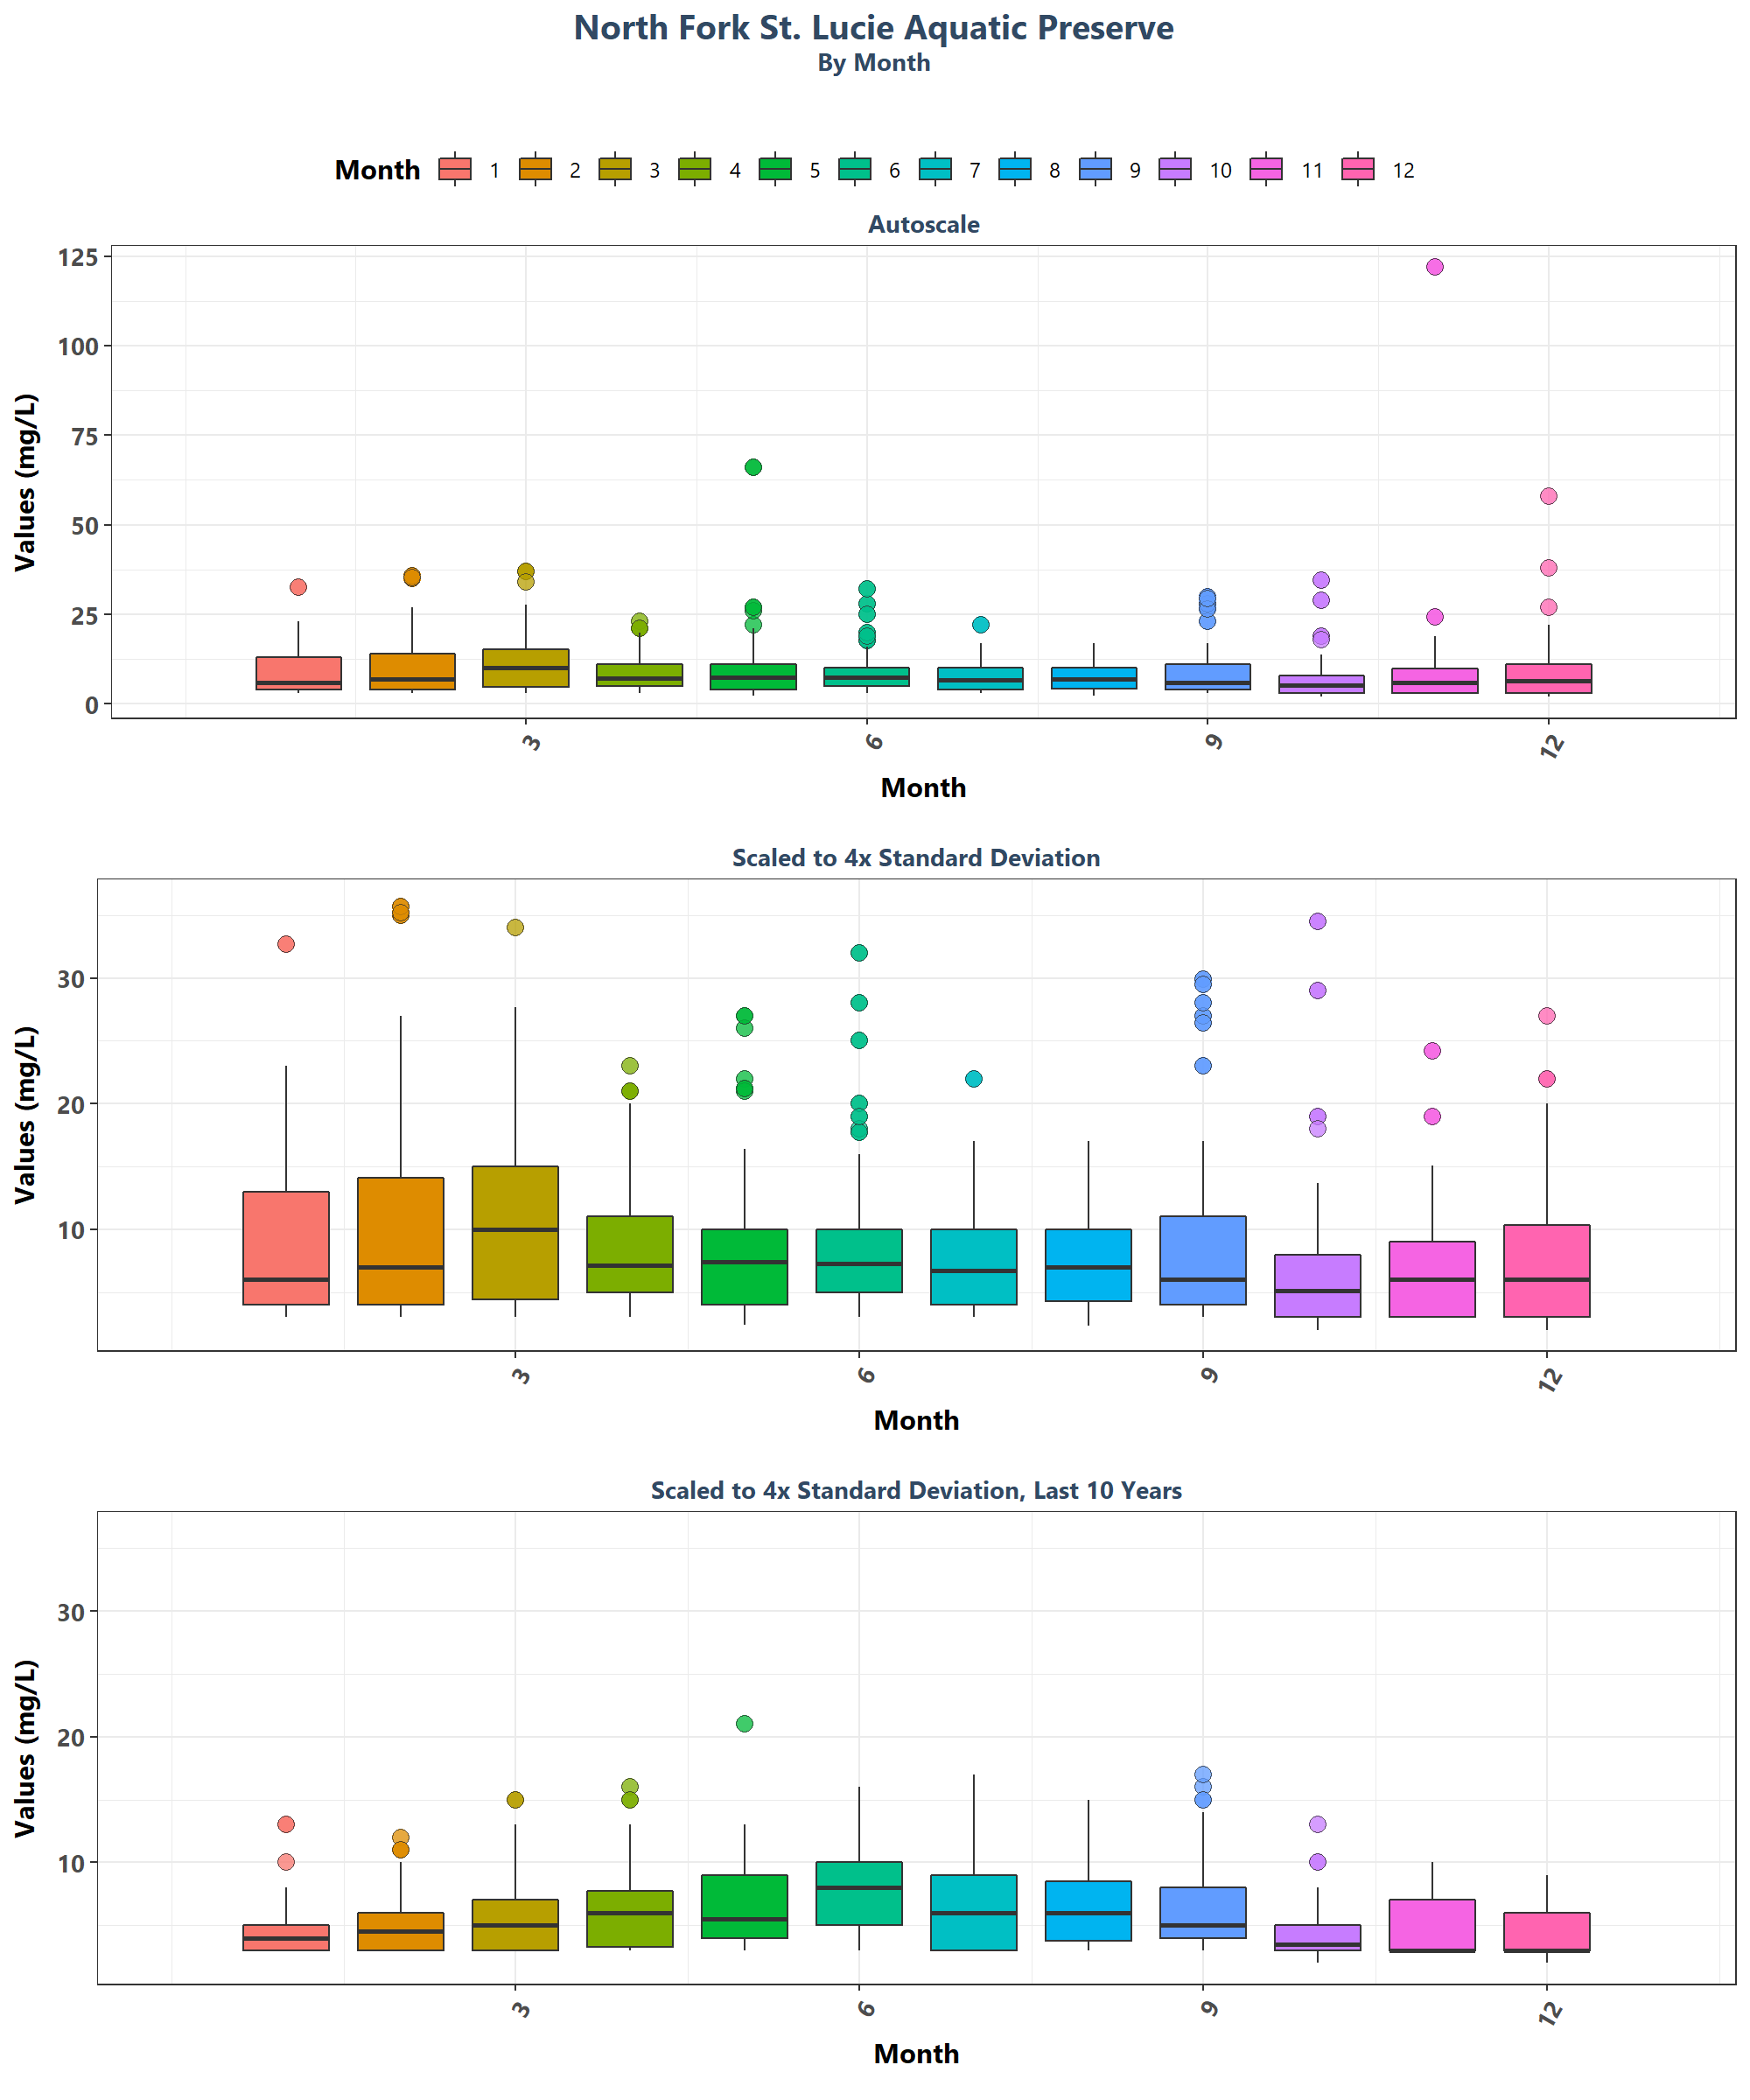 North Fork St. Lucie Aquatic Preserve
By Month
Month 1 2 3 4 5 6 7 8 9 10 11 12
Autoscale
125
100
75
50
25
0
Values (mg/L)
3 6 9 12
Month
Scaled to 4x Standard Deviation
30
20
10
Values (mg/L)
3 6 9 12
Month
Scaled to 4x Standard Deviation, Last 10 Years
30
20
10
Values (mg/L)
3 6 9 12
Month